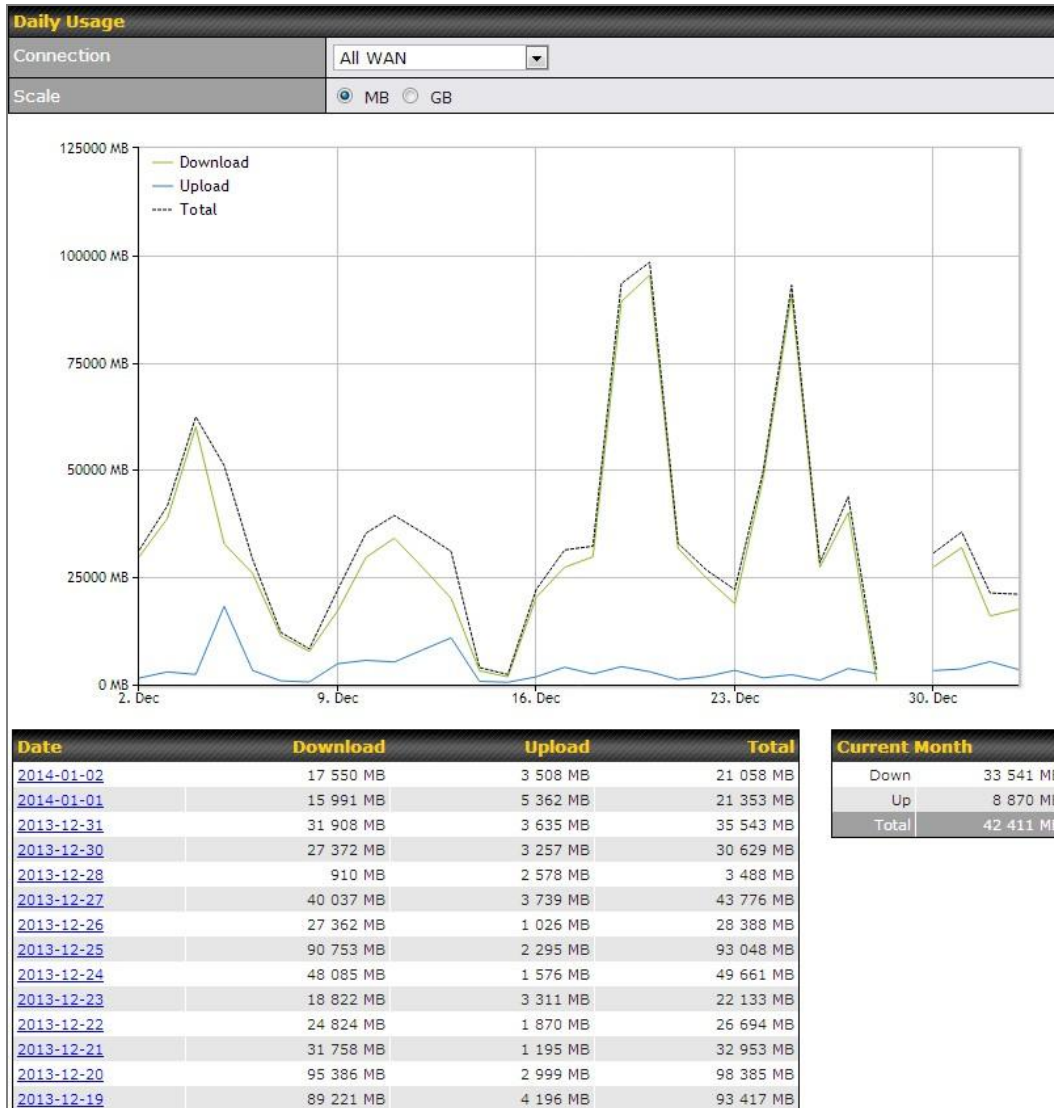 Daily Usage
Connection All WAN
Scale MB GB
125000 MB
Download
Upload
Total
100000 MB
75000 MB
50000 MB
25000 MB
0 MB
2. Dec 9. Dec 16. Dec 23. Dec 30. Dec
Date Download Upload Total
2014-01-02 17 550 MB 3 508 MB 21 058 MB
2014-01-01 15 991 MB 5 362 MB 21 353 MB
2013-12-31 31 908 MB 3 635 MB 35 543 MB
2013-12-30 27 372 MB 3 257 MB 30 629 MB
2013-12-28 910 MB 2 578 MB 3 488 MB
2013-12-27 40 037 MB 3 739 MB 43 776 MB
2013-12-26 27 362 MB 1 026 MB 28 388 MB
2013-12-25 90 753 MB 2 295 MB 93 048 MB
2013-12-24 48 085 MB 1 576 MB 49 661 MB
2013-12-23 18 822 MB 3 311 MB 22 133 MB
2013-12-22 24 824 MB 1 870 MB 26 694 MB
2013-12-21 31 758 MB 1 195 MB 32 953 MB
2013-12-20 95 386 MB 2 999 MB 98 385 MB
2013-12-19 89 221 MB 4 196 MB 93 417 MB
Current Month
Down 33 541 MB
Up 8 870 MB
Total 42 411 MB